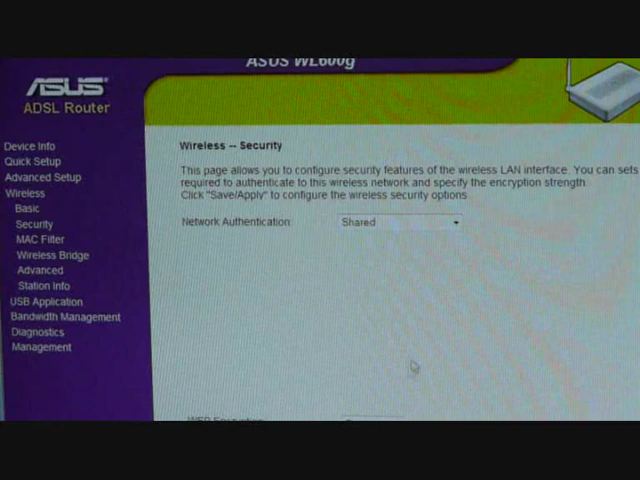 ASUS WL600g
ASUS
ADSL Router
Device Info
Quick Setup
Advanced Setup
Wireless
Basic
Security
MAC Filter
Wireless Bridge
Advanced
Station Info
USB Application
Bandwidth Management
Diagnostics
Management
Wireless -- Security
This page allows you to configure security features of the wireless LAN interface. You can sets
required to authenticate to this wireless network and specify the encryption strength.
Click "Save/Apply" to configure the wireless security options.
Network Authentication: Shared
WEP Encryption